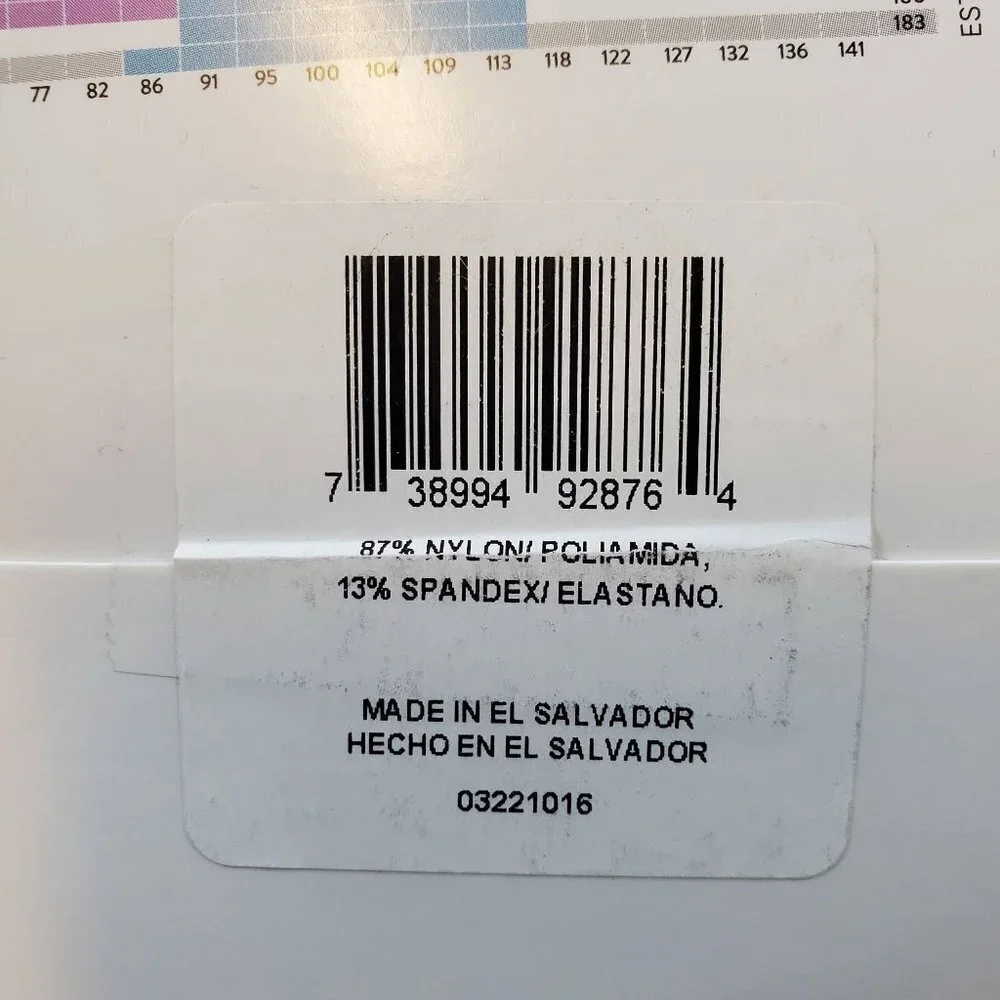 183
77 82 86 91 95 100 104 109 113 118 122 127 132 136 141
7 38994 92876 4
87% NYLON/ POLIAMIDA,
13% SPANDEX/ ELASTANO.
MADE IN EL SALVADOR
HECHO EN EL SALVADOR
03221016